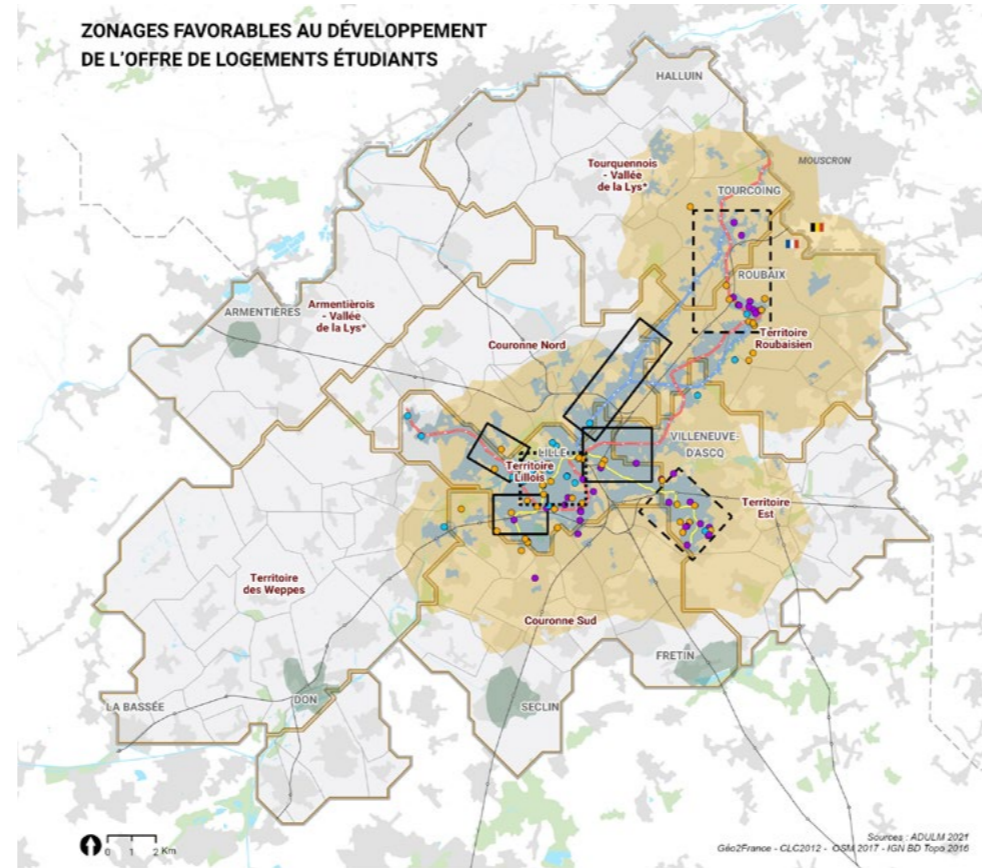 ZONAGES FAVORABLES AU DÉVELOPPEMENT
DE L'OFFRE DE LOGEMENTS ÉTUDIANTS
HALLUIN
Tourquennois
- Vallée
de la Lys*
MOUSCRON
TOURCOING
ROUBAIX
ARMENTIÈRES
Armentièrois
- Vallée
de la Lys*
Couronne Nord
Térritoire
Roubaisien
LILLE
Territoire
Lillois
VILLENEUVE-
D'ASCQ
Territoire
Est
Territoire
des Weppes
Couronne Sud
FRETIN
LA BASSÉE
DON
SECLIN
0 1 2 Km
Sources : ADULM 2021
Géo2France - CLC2012 - OSM 2017 - IGN BD Topo 2016